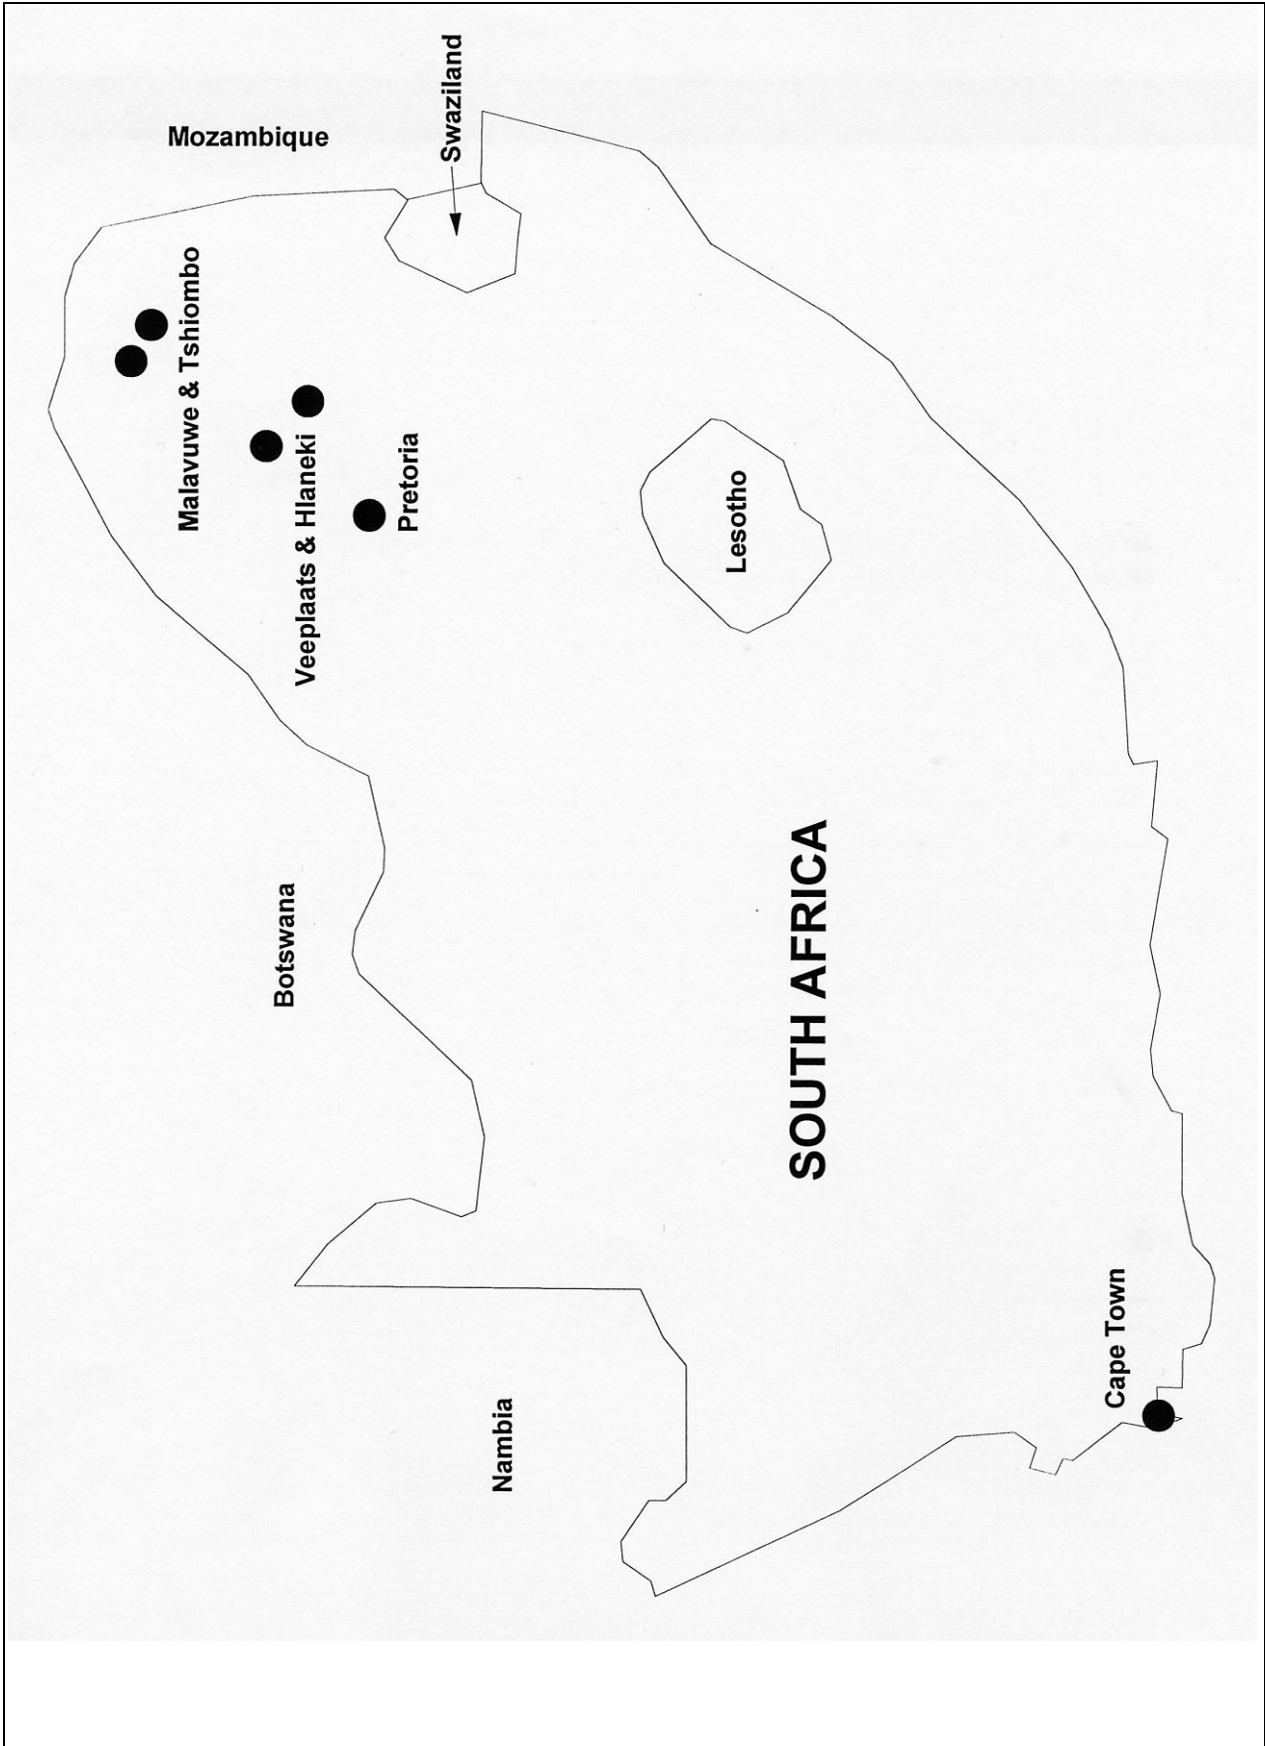 Mozambique
Swaziland
Malavuwe & Tshiombo
Veeplaats & Hlaneki
Pretoria
Botswana
Lesotho
SOUTH AFRICA
Nambia
Cape Town